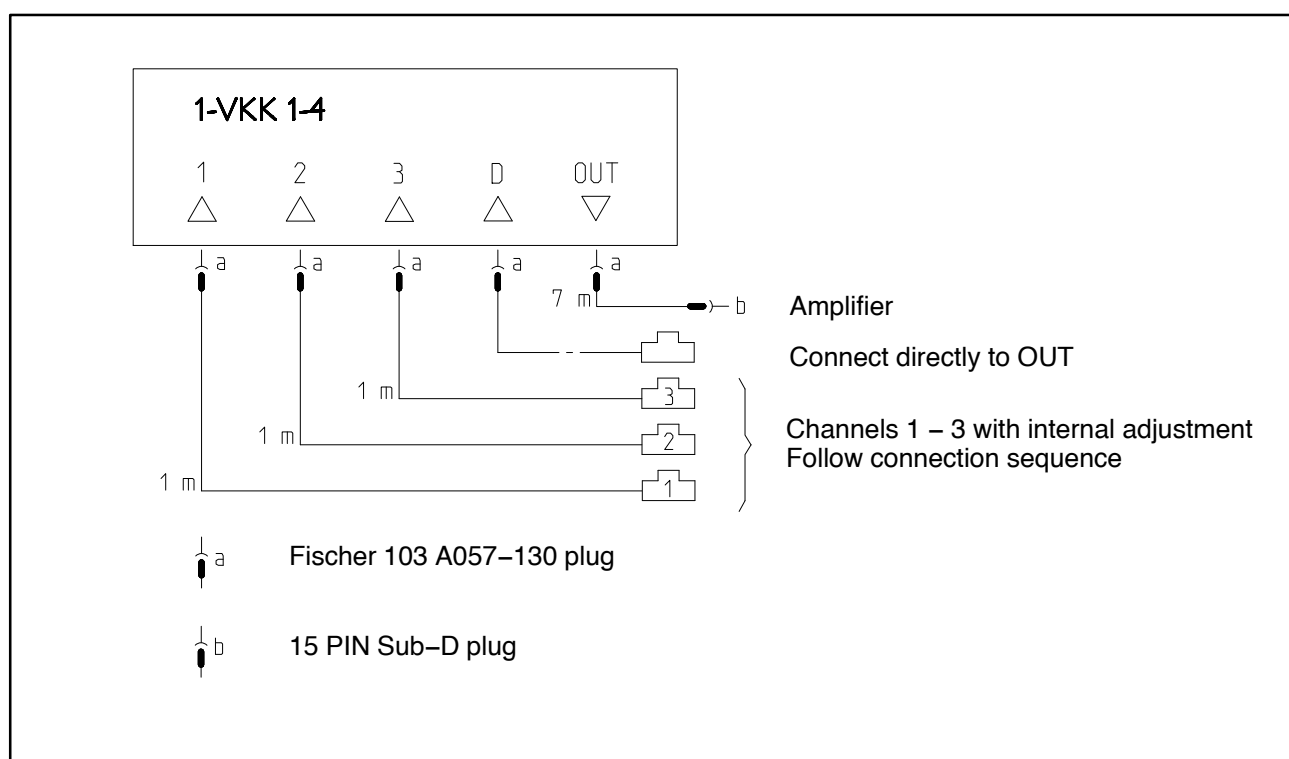 1-VKK 1-4
1 2 3 D OUT
a a a a a
7 m b Amplifier
Connect directly to OUT
1 m 3
1 m 2
Channels 1 – 3 with internal adjustment
Follow connection sequence
1 m 1
a Fischer 103 A057–130 plug
b 15 PIN Sub–D plug